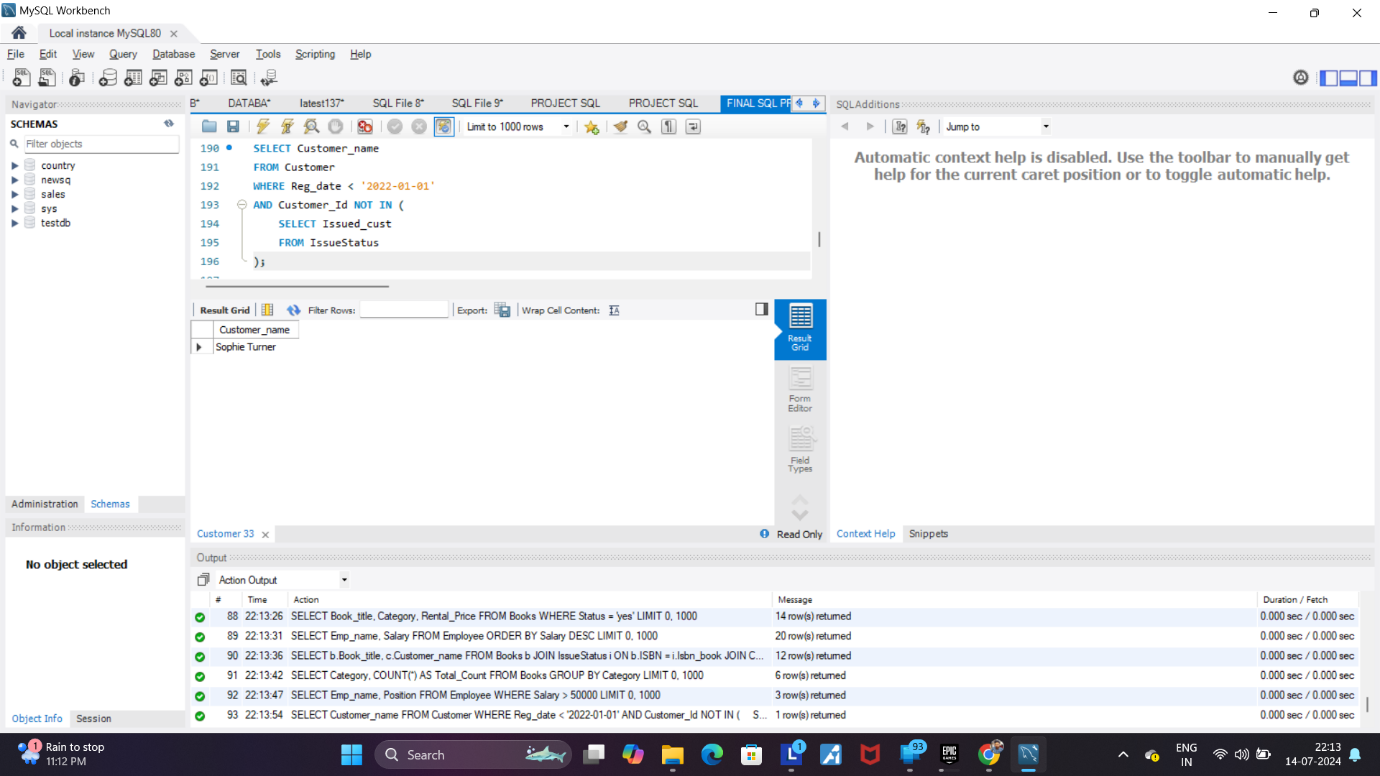 MySQL Workbench
Local instance MySQL80
File Edit View Query Database Server Tools Scripting Help
Navigator
SCHEMAS
Filter objects
country
newsq
sales
sys
testdb
Administration Schemas
Information
No object selected
Object Info Session
B* DATABA* latest137* SQL File 8* SQL File 9* PROJECT SQL PROJECT SQL FINAL SQL PR
Limit to 1000 rows
190 SELECT Customer_name
191 FROM Customer
192 WHERE Reg_date < '2022-01-01'
193 AND Customer_Id NOT IN (
194 SELECT Issued_cust
195 FROM IssueStatus
196 );
197
Result Grid Filter Rows: Export: Wrap Cell Content:
Customer_name
Sophie Turner
Result Grid
Form Editor
Field Types
Customer 33 Read Only
SQLAdditions
Jump to
Automatic context help is disabled. Use the toolbar to manually get
help for the current caret position or to toggle automatic help.
Context Help Snippets
Output
Action Output
# Time Action Message Duration / Fetch
88 22:13:26 SELECT Book_title, Category, Rental_Price FROM Books WHERE Status = 'yes' LIMIT 0, 1000 14 row(s) returned 0.000 sec / 0.000 sec
89 22:13:31 SELECT Emp_name, Salary FROM Employee ORDER BY Salary DESC LIMIT 0, 1000 20 row(s) returned 0.000 sec / 0.000 sec
90 22:13:36 SELECT b.Book_title, c.Customer_name FROM Books b JOIN IssueStatus i ON b.ISBN = i.Isbn_book JOIN C... 12 row(s) returned 0.000 sec / 0.000 sec
91 22:13:42 SELECT Category, COUNT(*) AS Total_Count FROM Books GROUP BY Category LIMIT 0, 1000 6 row(s) returned 0.000 sec / 0.000 sec
92 22:13:47 SELECT Emp_name, Position FROM Employee WHERE Salary > 50000 LIMIT 0, 1000 3 row(s) returned 0.000 sec / 0.000 sec
93 22:13:54 SELECT Customer_name FROM Customer WHERE Reg_date < '2022-01-01' AND Customer_Id NOT IN ( S... 1 row(s) returned 0.000 sec / 0.000 sec
1 Rain to stop
11:12 PM
Search
1
93
EPIC GAMES
ENG
IN
22:13
14-07-2024